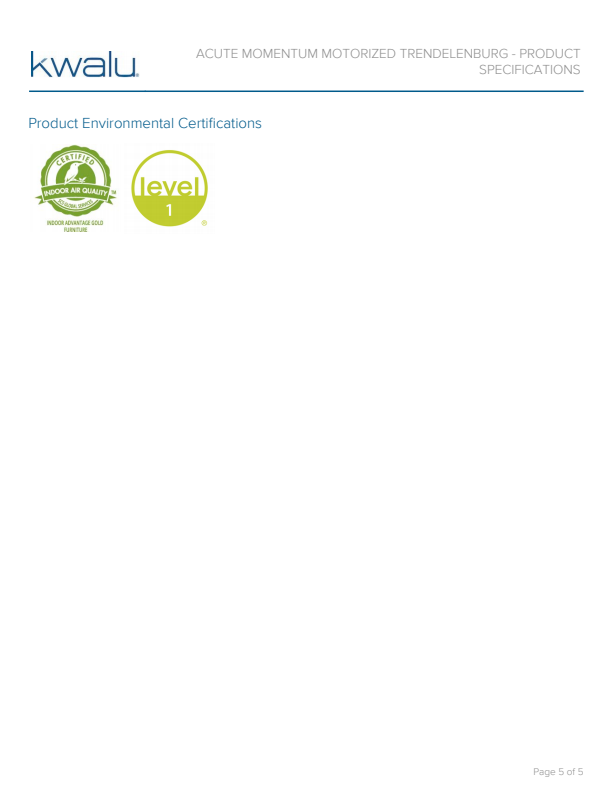 kwalu
ACUTE MOMENTUM MOTORIZED TRENDELENBURG - PRODUCT
SPECIFICATIONS
Product Environmental Certifications
CERTIFIED
INDOOR AIR QUALITY™
SCS GLOBAL SERVICES
INDOOR ADVANTAGE GOLD
FURNITURE
level
1
®
Page 5 of 5